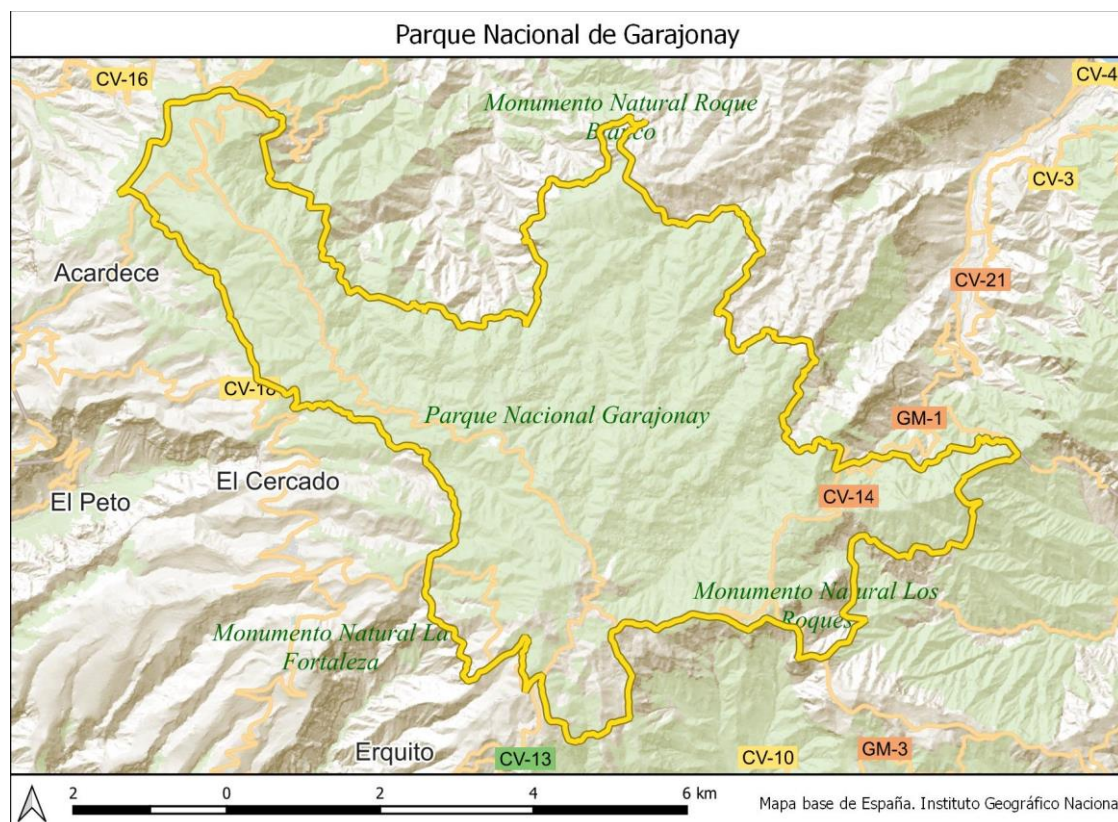 Parque Nacional de Garajonay
CV-16
CV-4
Monumento Natural Roque
Blanco
CV-3
Acardece
CV-21
CV-18
Parque Nacional Garajonay
GM-1
El Cercado
El Peto
CV-14
Monumento Natural Los
Roques
Monumento Natural La
Fortaleza
Erquito
CV-13
CV-10
GM-3
2 0 2 4 6 km
Mapa base de España. Instituto Geográfico Naciona